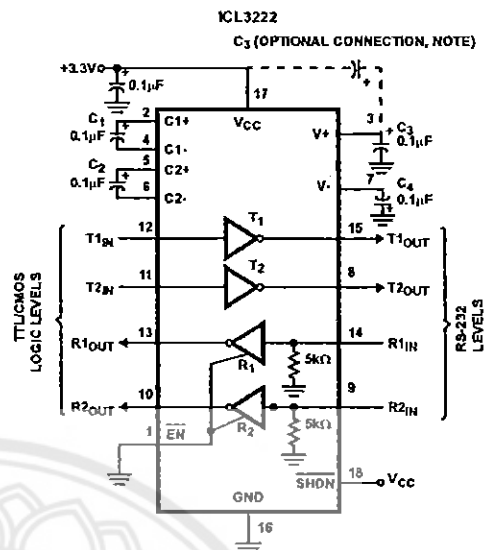 ICL3222
C3 (OPTIONAL CONNECTION, NOTE)
+3.3V
+
0.1µF
17
+
2
C1+
VCC
V+
3
C1
+
0.1µF
4
C1-
C3
+
0.1µF
C2
+
0.1µF
5
C2+
6
C2-
V-
7
C4
0.1µF
+
T1
T1IN
12
15
T1OUT
T2
T2IN
11
8
T2OUT
TTL/CMOS
LOGIC LEVELS
RS-232
LEVELS
R1OUT
13
14
R1IN
R1
5kΩ
R2OUT
10
9
R2IN
R2
5kΩ
1
EN
SHDN
18
VCC
GND
16